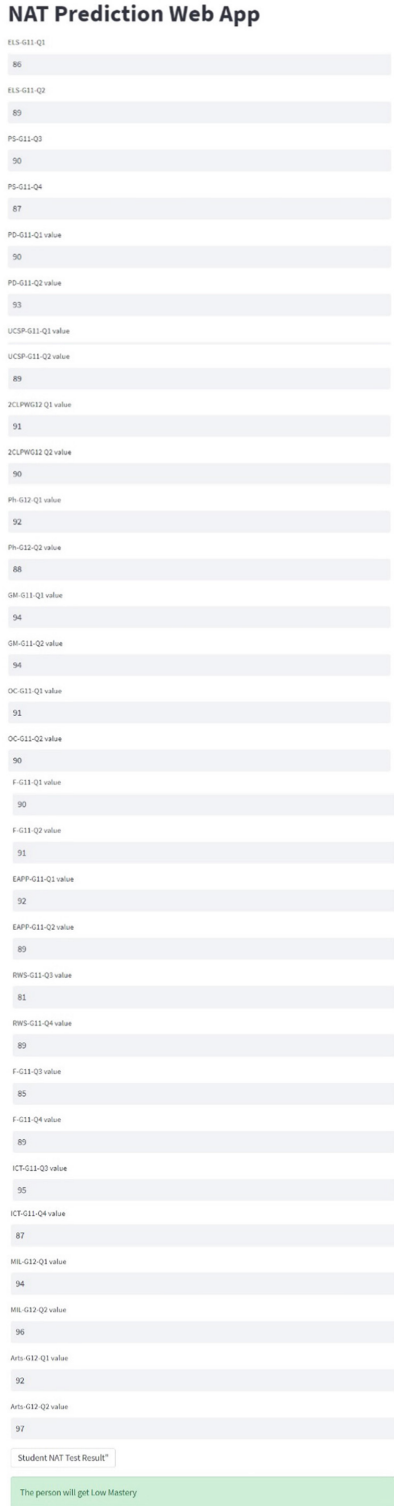 NAT Prediction Web App
ELS-G11-Q1
86
ELS-G11-Q2
89
PS-G11-Q3
90
PS-G11-Q4
87
PD-G11-Q1 value
90
PD-G11-Q2 value
93
UCSP-G11-Q1 value
UCSP-G11-Q2 value
89
2CLPWG12 Q1 value
91
2CLPWG12 Q2 value
90
Ph-G12-Q1 value
92
Ph-G12-Q2 value
88
GM-G11-Q1 value
94
GM-G11-Q2 value
94
OC-G11-Q1 value
91
OC-G11-Q2 value
90
F-G11-Q1 value
90
F-G11-Q2 value
91
EAPP-G11-Q1 value
92
EAPP-G11-Q2 value
89
RWS-G11-Q3 value
81
RWS-G11-Q4 value
89
F-G11-Q3 value
85
F-G11-Q4 value
89
ICT-G11-Q3 value
95
ICT-G11-Q4 value
87
MIL-G12-Q1 value
94
MIL-G12-Q2 value
96
Arts-G12-Q1 value
92
Arts-G12-Q2 value
97
Student NAT Test Result"
The person will get Low Mastery